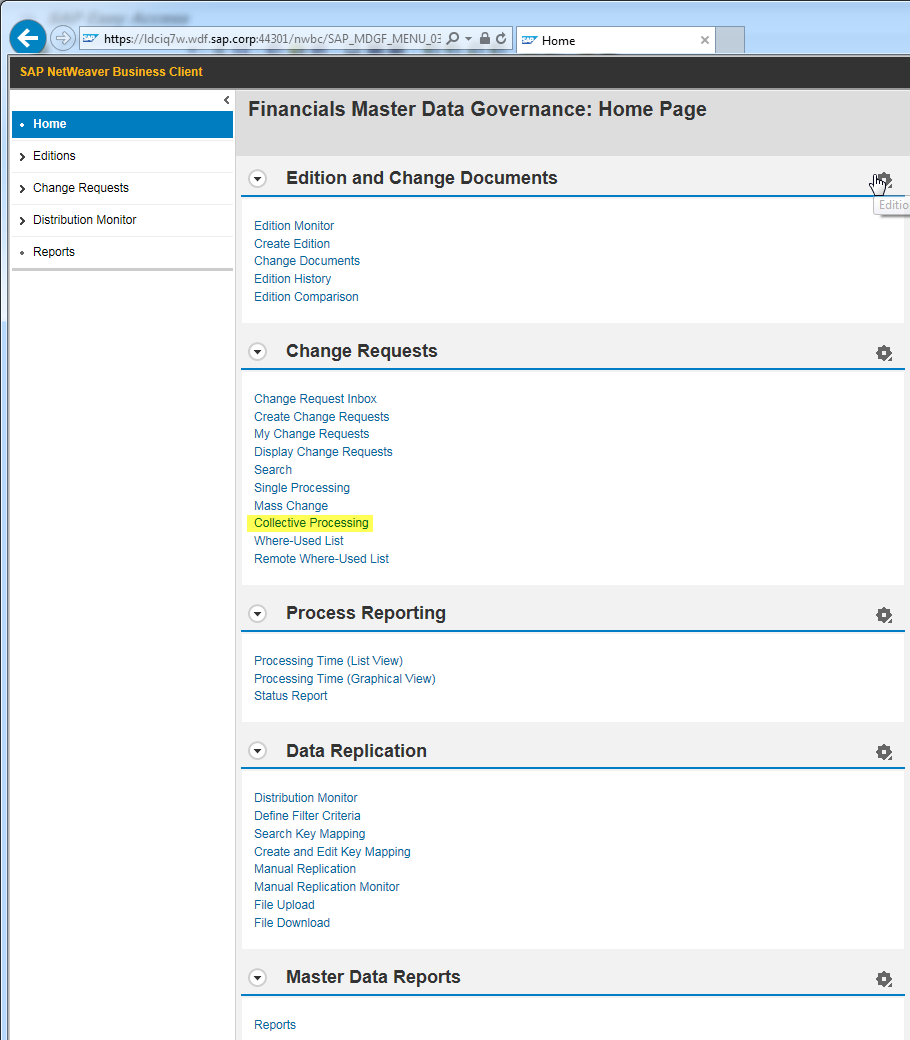 SAP Easy Access
https://ldciq7w.wdf.sap.corp:44301/nwbc/SAP_MDGF_MENU_03
Home
SAP NetWeaver Business Client
Home
Editions
Change Requests
Distribution Monitor
Reports
Financials Master Data Governance: Home Page
Edition and Change Documents
Editio
Edition Monitor
Create Edition
Change Documents
Edition History
Edition Comparison
Change Requests
Change Request Inbox
Create Change Requests
My Change Requests
Display Change Requests
Search
Single Processing
Mass Change
Collective Processing
Where-Used List
Remote Where-Used List
Process Reporting
Processing Time (List View)
Processing Time (Graphical View)
Status Report
Data Replication
Distribution Monitor
Define Filter Criteria
Search Key Mapping
Create and Edit Key Mapping
Manual Replication
Manual Replication Monitor
File Upload
File Download
Master Data Reports
Reports